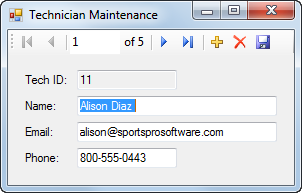 Technician Maintenance
1 of 5
Tech ID: 11
Name: Alison Diaz
Email: alison@sportsprosoftware.com
Phone: 800-555-0443